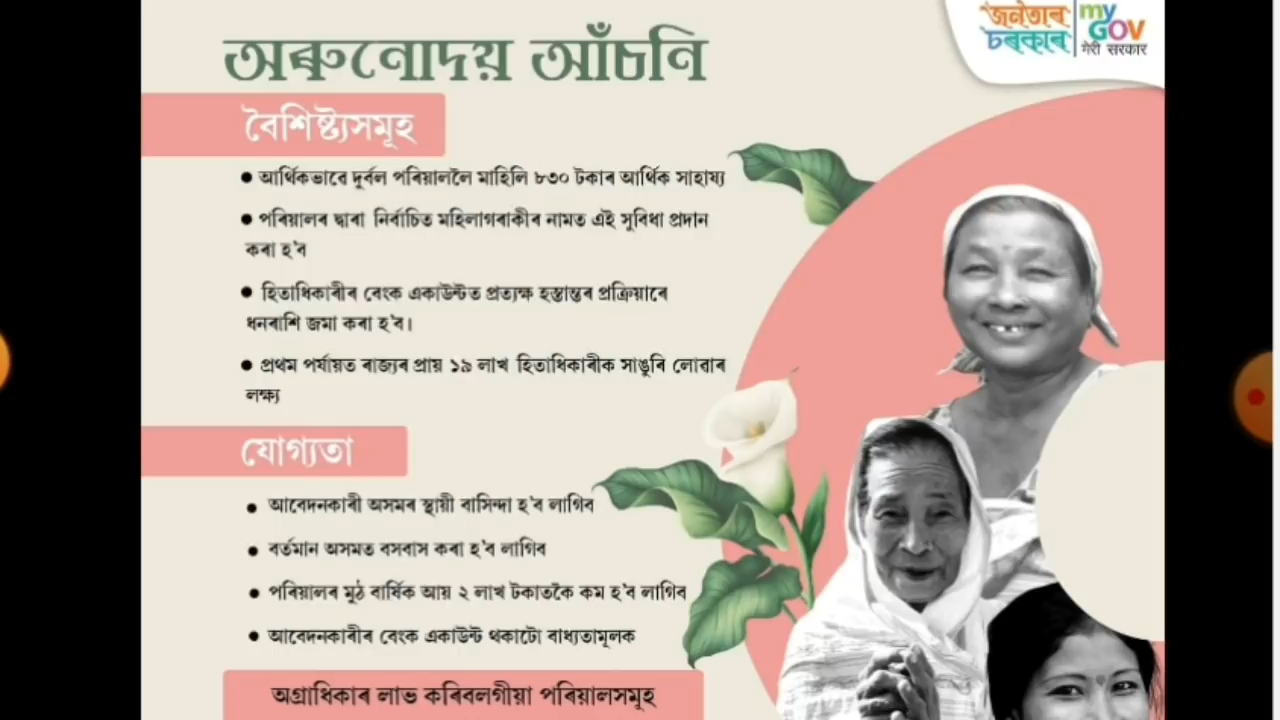 অৰুনোদয় আঁচনি
জনতাৰ
চৰকাৰ
my
GOV
मेरी सरकार
বৈশিষ্ট্যসমূহ
● আৰ্থিকভাৱে দুৰ্বল পৰিয়াললৈ মাহিলি ৮৩০ টকাৰ আৰ্থিক সাহায্য
● পৰিয়ালৰ দ্বাৰা নিৰ্বাচিত মহিলাগৰাকীৰ নামত এই সুবিধা প্ৰদান
কৰা হ'ব
● হিতাধিকাৰীৰ বেংক একাউন্টত প্ৰত্যক্ষ হস্তান্তৰ প্ৰক্ৰিয়াৰে
ধনৰাশি জমা কৰা হ'ব।
● প্ৰথম পৰ্যায়ত ৰাজ্যৰ প্ৰায় ১৯ লাখ হিতাধিকাৰীক সাঙুৰি লোৱাৰ
লক্ষ্য
যোগ্যতা
● আবেদনকাৰী অসমৰ স্থায়ী বাসিন্দা হ'ব লাগিব
● বৰ্তমান অসমত বসবাস কৰা হ'ব লাগিব
● পৰিয়ালৰ মুঠ বাৰ্ষিক আয় ২ লাখ টকাতকৈ কম হ'ব লাগিব
● আবেদনকাৰীৰ বেংক একাউন্ট থকাটো বাধ্যতামূলক
অগ্ৰাধিকাৰ লাভ কৰিবলগীয়া পৰিয়ালসমূহ